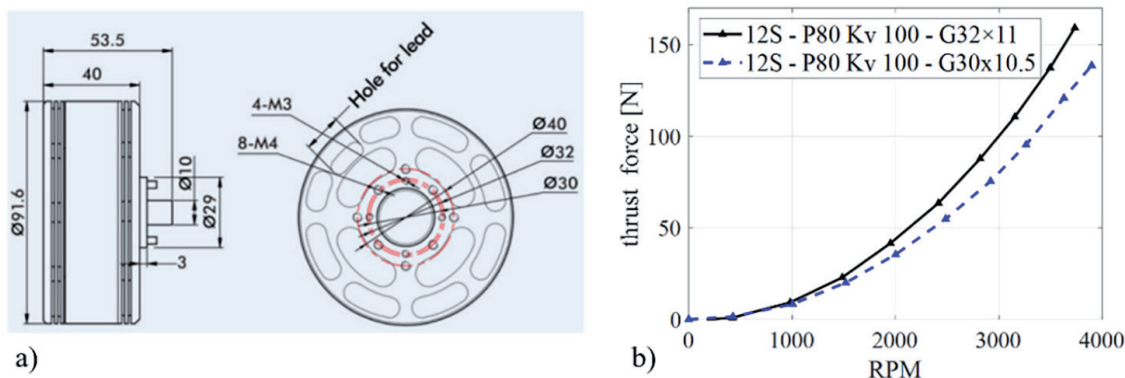 53.5
40
Ø91.6
3
Ø10
Ø29
Hole for lead
4-M3
8-M4
Ø40
Ø32
Ø30
a)
12S - P80 Kv 100 - G32×11
12S - P80 Kv 100 - G30x10.5
thrust force [N]
150
100
50
0
0 1000 2000 3000 4000
RPM
b)